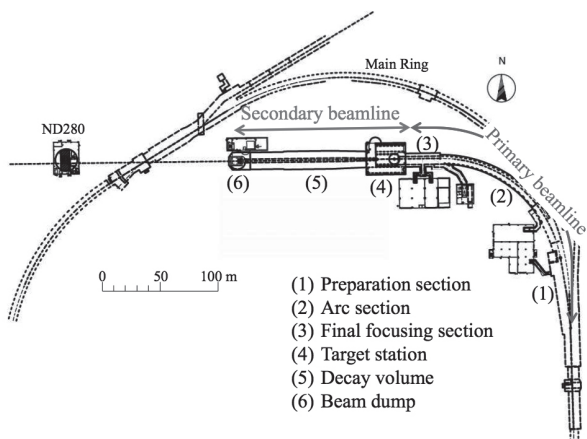 Main Ring
N
Secondary beamline
ND280
Primary beamline
(3)
(6)
(5)
(4)
(2)
(1)
0 50 100 m
(1) Preparation section
(2) Arc section
(3) Final focusing section
(4) Target station
(5) Decay volume
(6) Beam dump